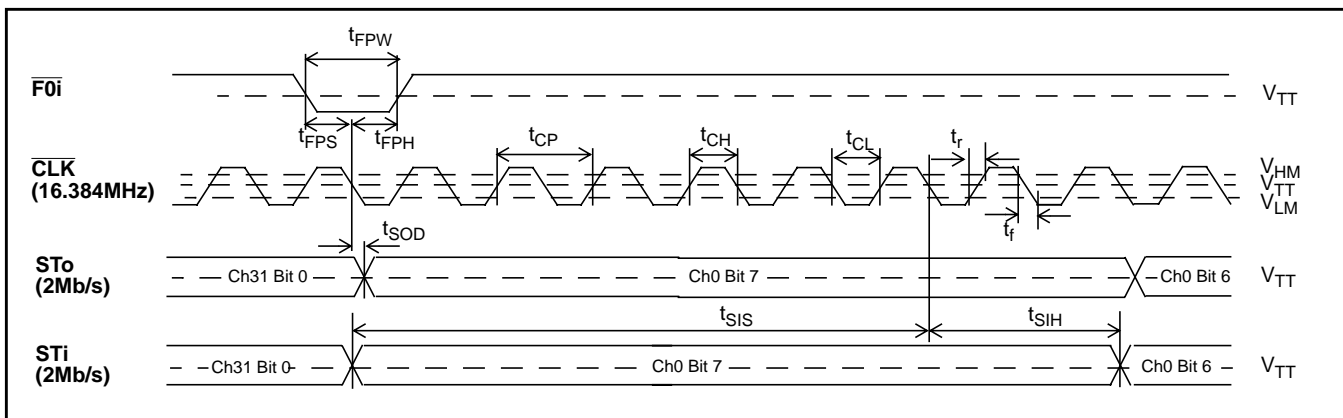 tFPW
F0i
VTT
tFPS
tFPH
tCP
tCH
tCL
tr
CLK
(16.384MHz)
VHM
VTT
VLM
tf
tSOD
STo
(2Mb/s)
Ch31 Bit 0
Ch0 Bit 7
Ch0 Bit 6
VTT
tSIS
tSIH
STi
(2Mb/s)
Ch31 Bit 0
Ch0 Bit 7
Ch0 Bit 6
VTT